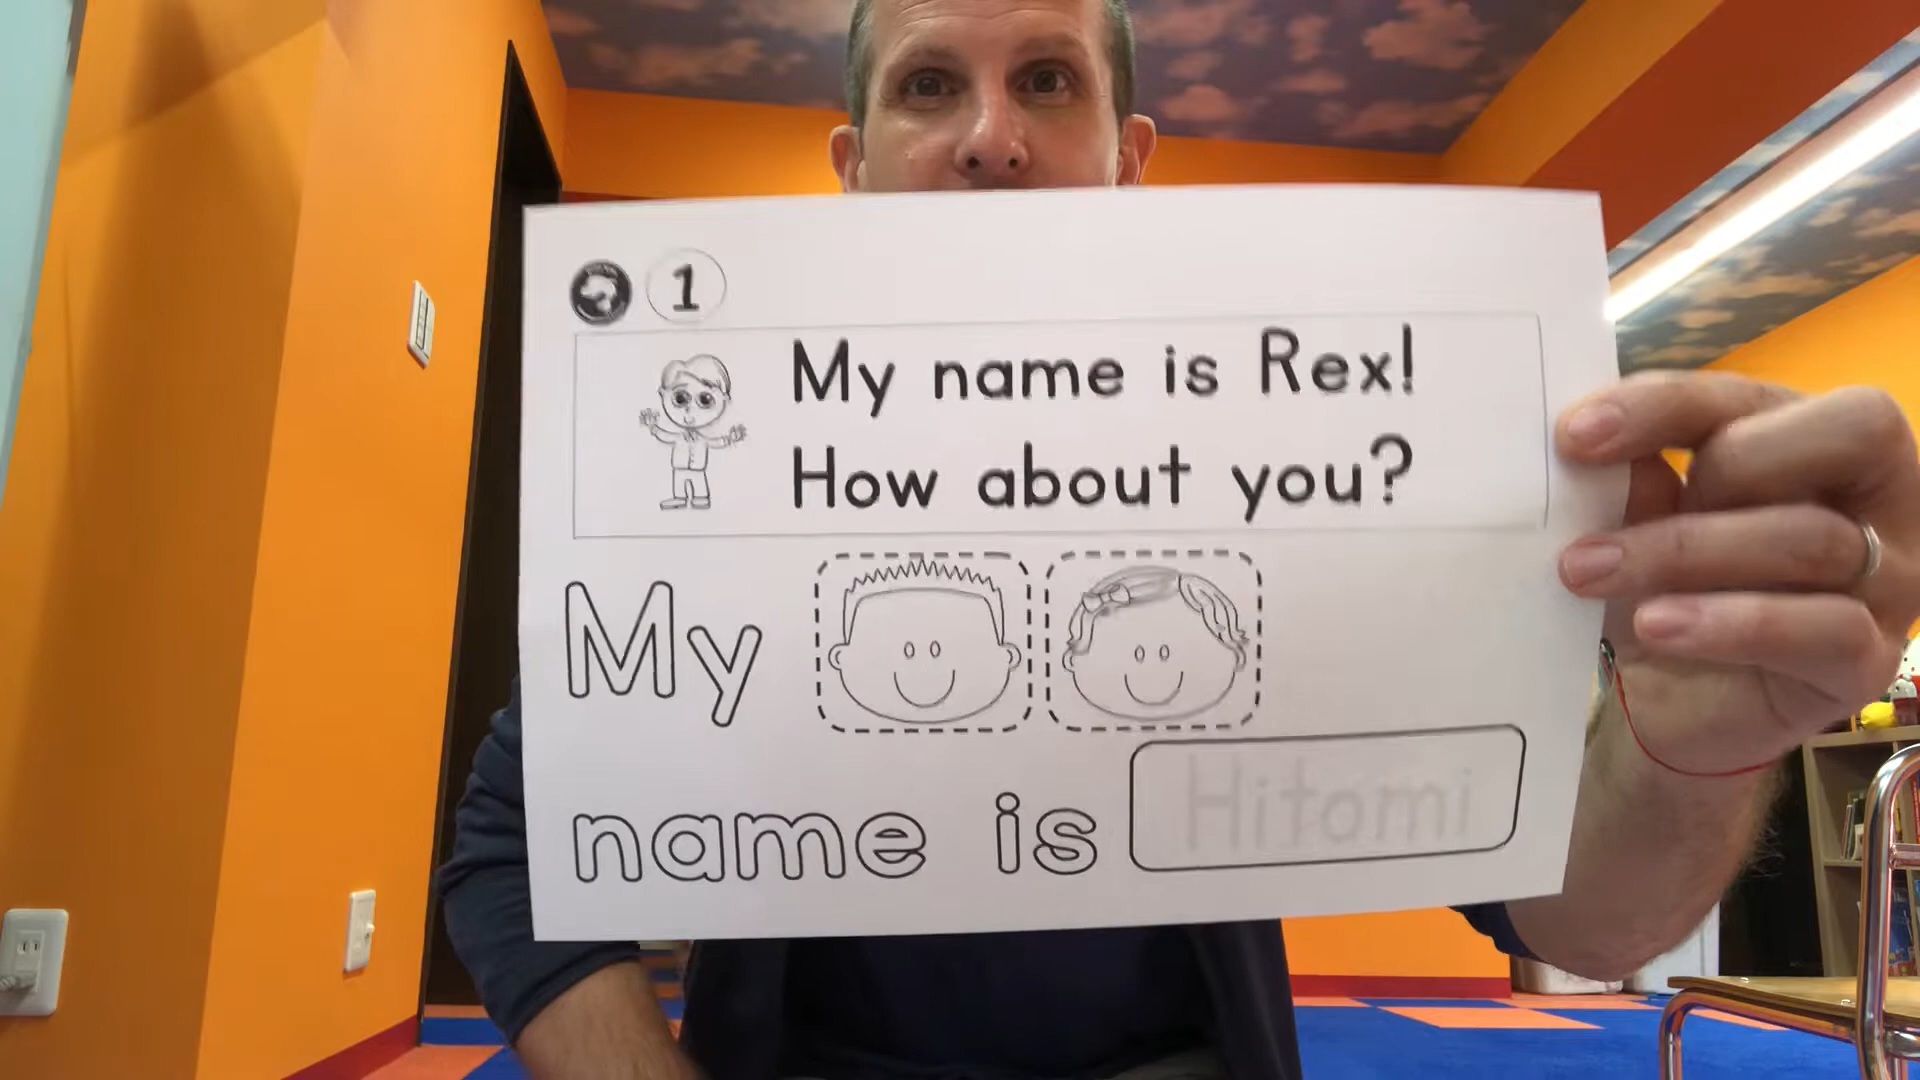 1
My name is Rex!
How about you?
My
name is Hitomi